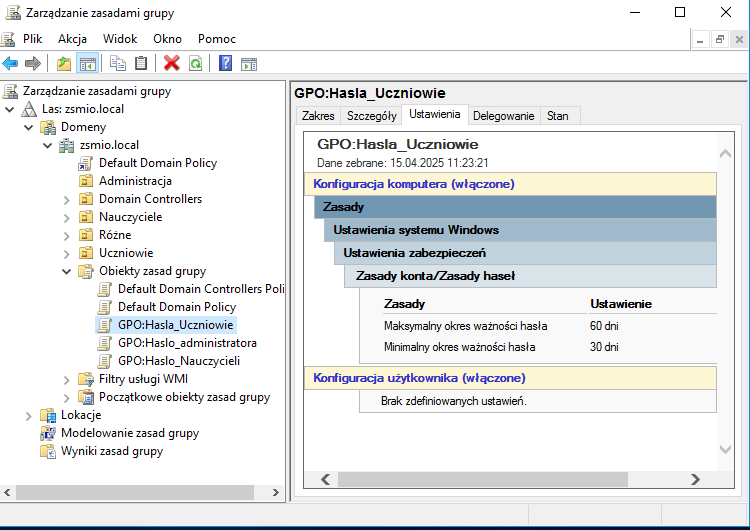 Zarządzanie zasadami grupy
Plik Akcja Widok Okno Pomoc
Zarządzanie zasadami grupy
Las: zsmio.local
Domeny
zsmio.local
Default Domain Policy
Administracja
Domain Controllers
Nauczyciele
Różne
Uczniowie
Obiekty zasad grupy
Default Domain Controllers Poli
Default Domain Policy
GPO:Hasla_Uczniowie
GPO:Haslo_administratora
GPO:Haslo_Nauczycieli
Filtry usługi WMI
Początkowe obiekty zasad grupy
Lokacje
Modelowanie zasad grupy
Wyniki zasad grupy
GPO:Hasla_Uczniowie
Zakres Szczegóły Ustawienia Delegowanie Stan
GPO:Hasla_Uczniowie
Dane zebrane: 15.04.2025 11:23:21
Konfiguracja komputera (włączone)
Zasady
Ustawienia systemu Windows
Ustawienia zabezpieczeń
Zasady konta/Zasady haseł
Zasady Ustawienie
Maksymalny okres ważności hasła 60 dni
Minimalny okres ważności hasła 30 dni
Konfiguracja użytkownika (włączone)
Brak zdefiniowanych ustawień.